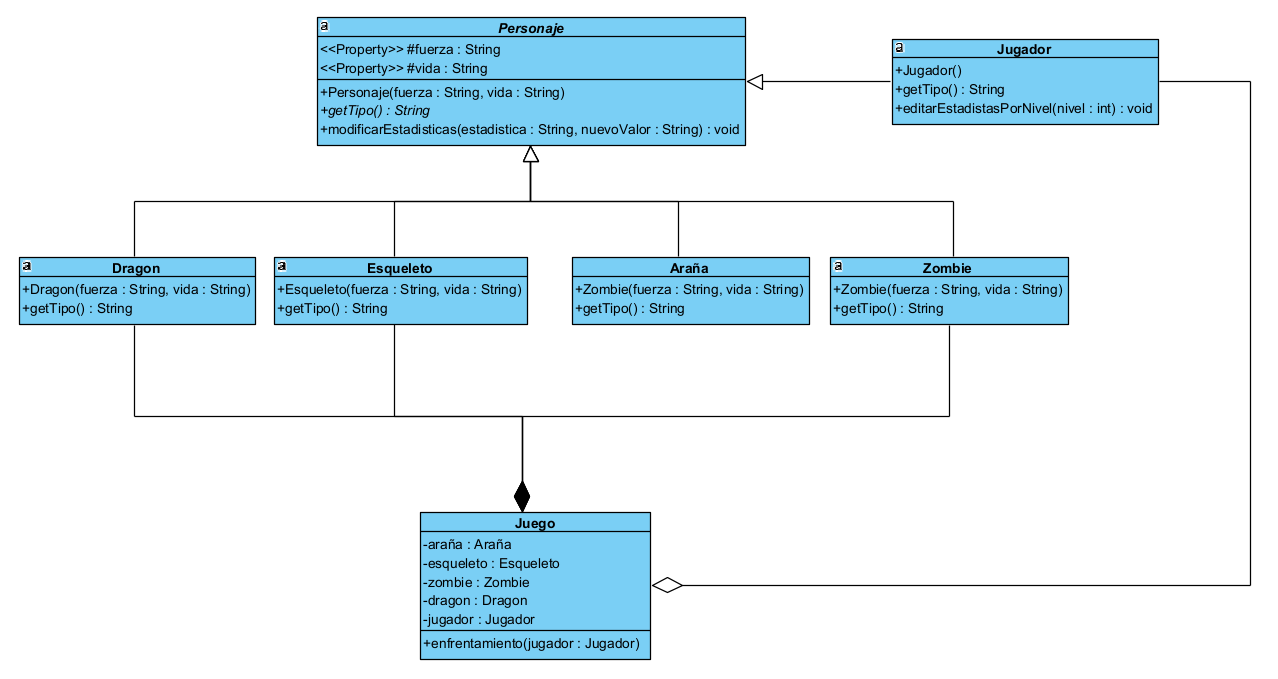 a
Personaje
<<Property>> #fuerza : String
<<Property>> #vida : String
+Personaje(fuerza : String, vida : String)
+getTipo() : String
+modificarEstadisticas(estadistica : String, nuevoValor : String) : void
a
Jugador
+Jugador()
+getTipo() : String
+editarEstadistasPorNivel(nivel : int) : void
a
Dragon
+Dragon(fuerza : String, vida : String)
+getTipo() : String
a
Esqueleto
+Esqueleto(fuerza : String, vida : String)
+getTipo() : String
Araña
+Zombie(fuerza : String, vida : String)
+getTipo() : String
a
Zombie
+Zombie(fuerza : String, vida : String)
+getTipo() : String
Juego
-araña : Araña
-esqueleto : Esqueleto
-zombie : Zombie
-dragon : Dragon
-jugador : Jugador
+enfrentamiento(jugador : Jugador)